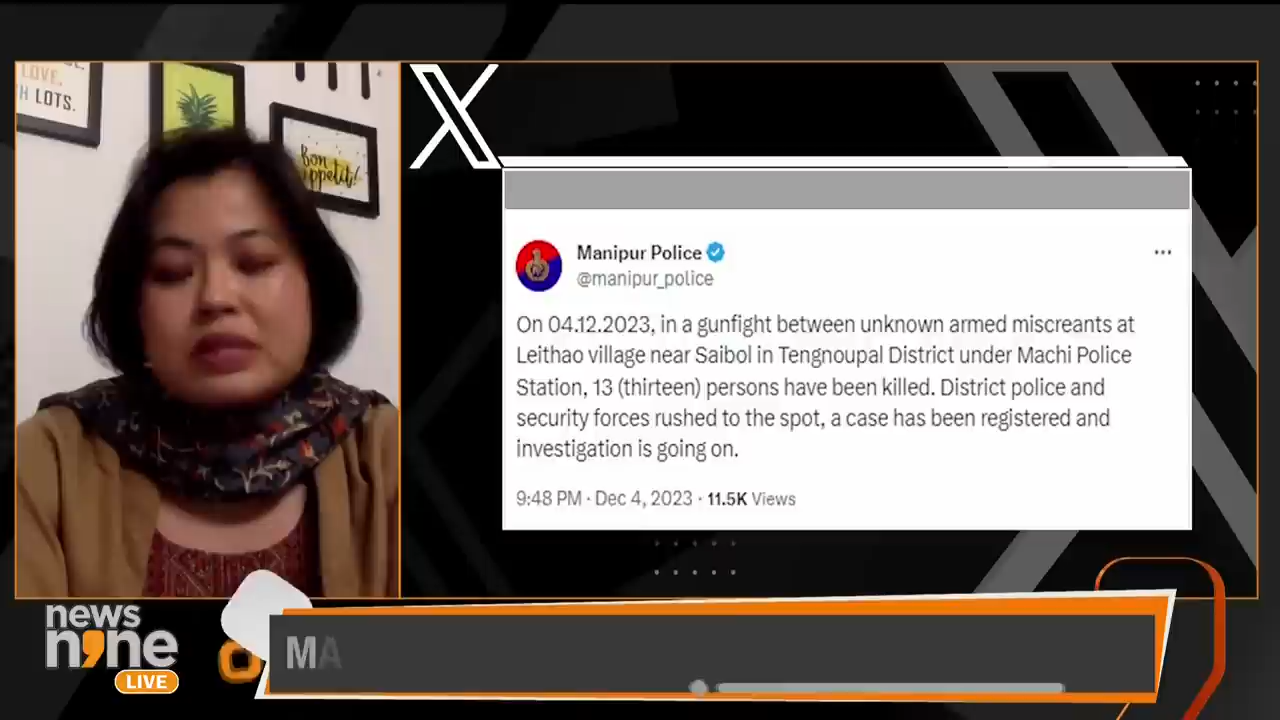 LOVE.
H LOTS.
Bon
appetit!
X
Manipur Police
@manipur_police
On 04.12.2023, in a gunfight between unknown armed miscreants at
Leithao village near Saibol in Tengnoupal District under Machi Police
Station, 13 (thirteen) persons have been killed. District police and
security forces rushed to the spot, a case has been registered and
investigation is going on.
9:48 PM · Dec 4, 2023 · 11.5K Views
news
nine
LIVE
MA